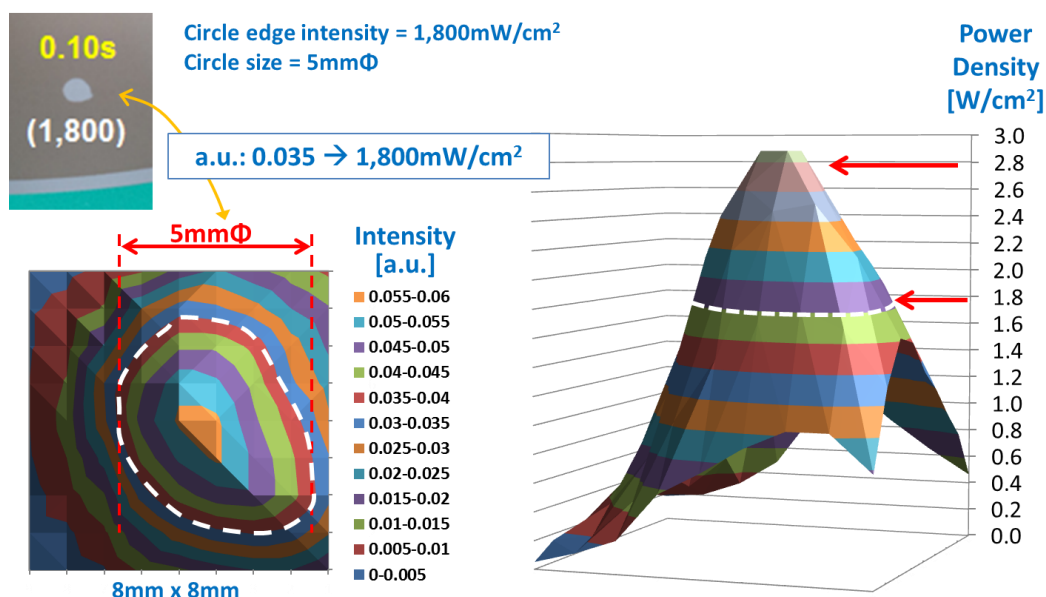 0.10s
(1,800)
Circle edge intensity = 1,800mW/cm²
Circle size = 5mmΦ
a.u.: 0.035 → 1,800mW/cm²
5mmΦ
Intensity
[a.u.]
0.055-0.06
0.05-0.055
0.045-0.05
0.04-0.045
0.035-0.04
0.03-0.035
0.025-0.03
0.02-0.025
0.015-0.02
0.01-0.015
0.005-0.01
0-0.005
8mm x 8mm
Power
Density
[W/cm²]
3.0
2.8
2.6
2.4
2.2
2.0
1.8
1.6
1.4
1.2
1.0
0.8
0.6
0.4
0.2
0.0